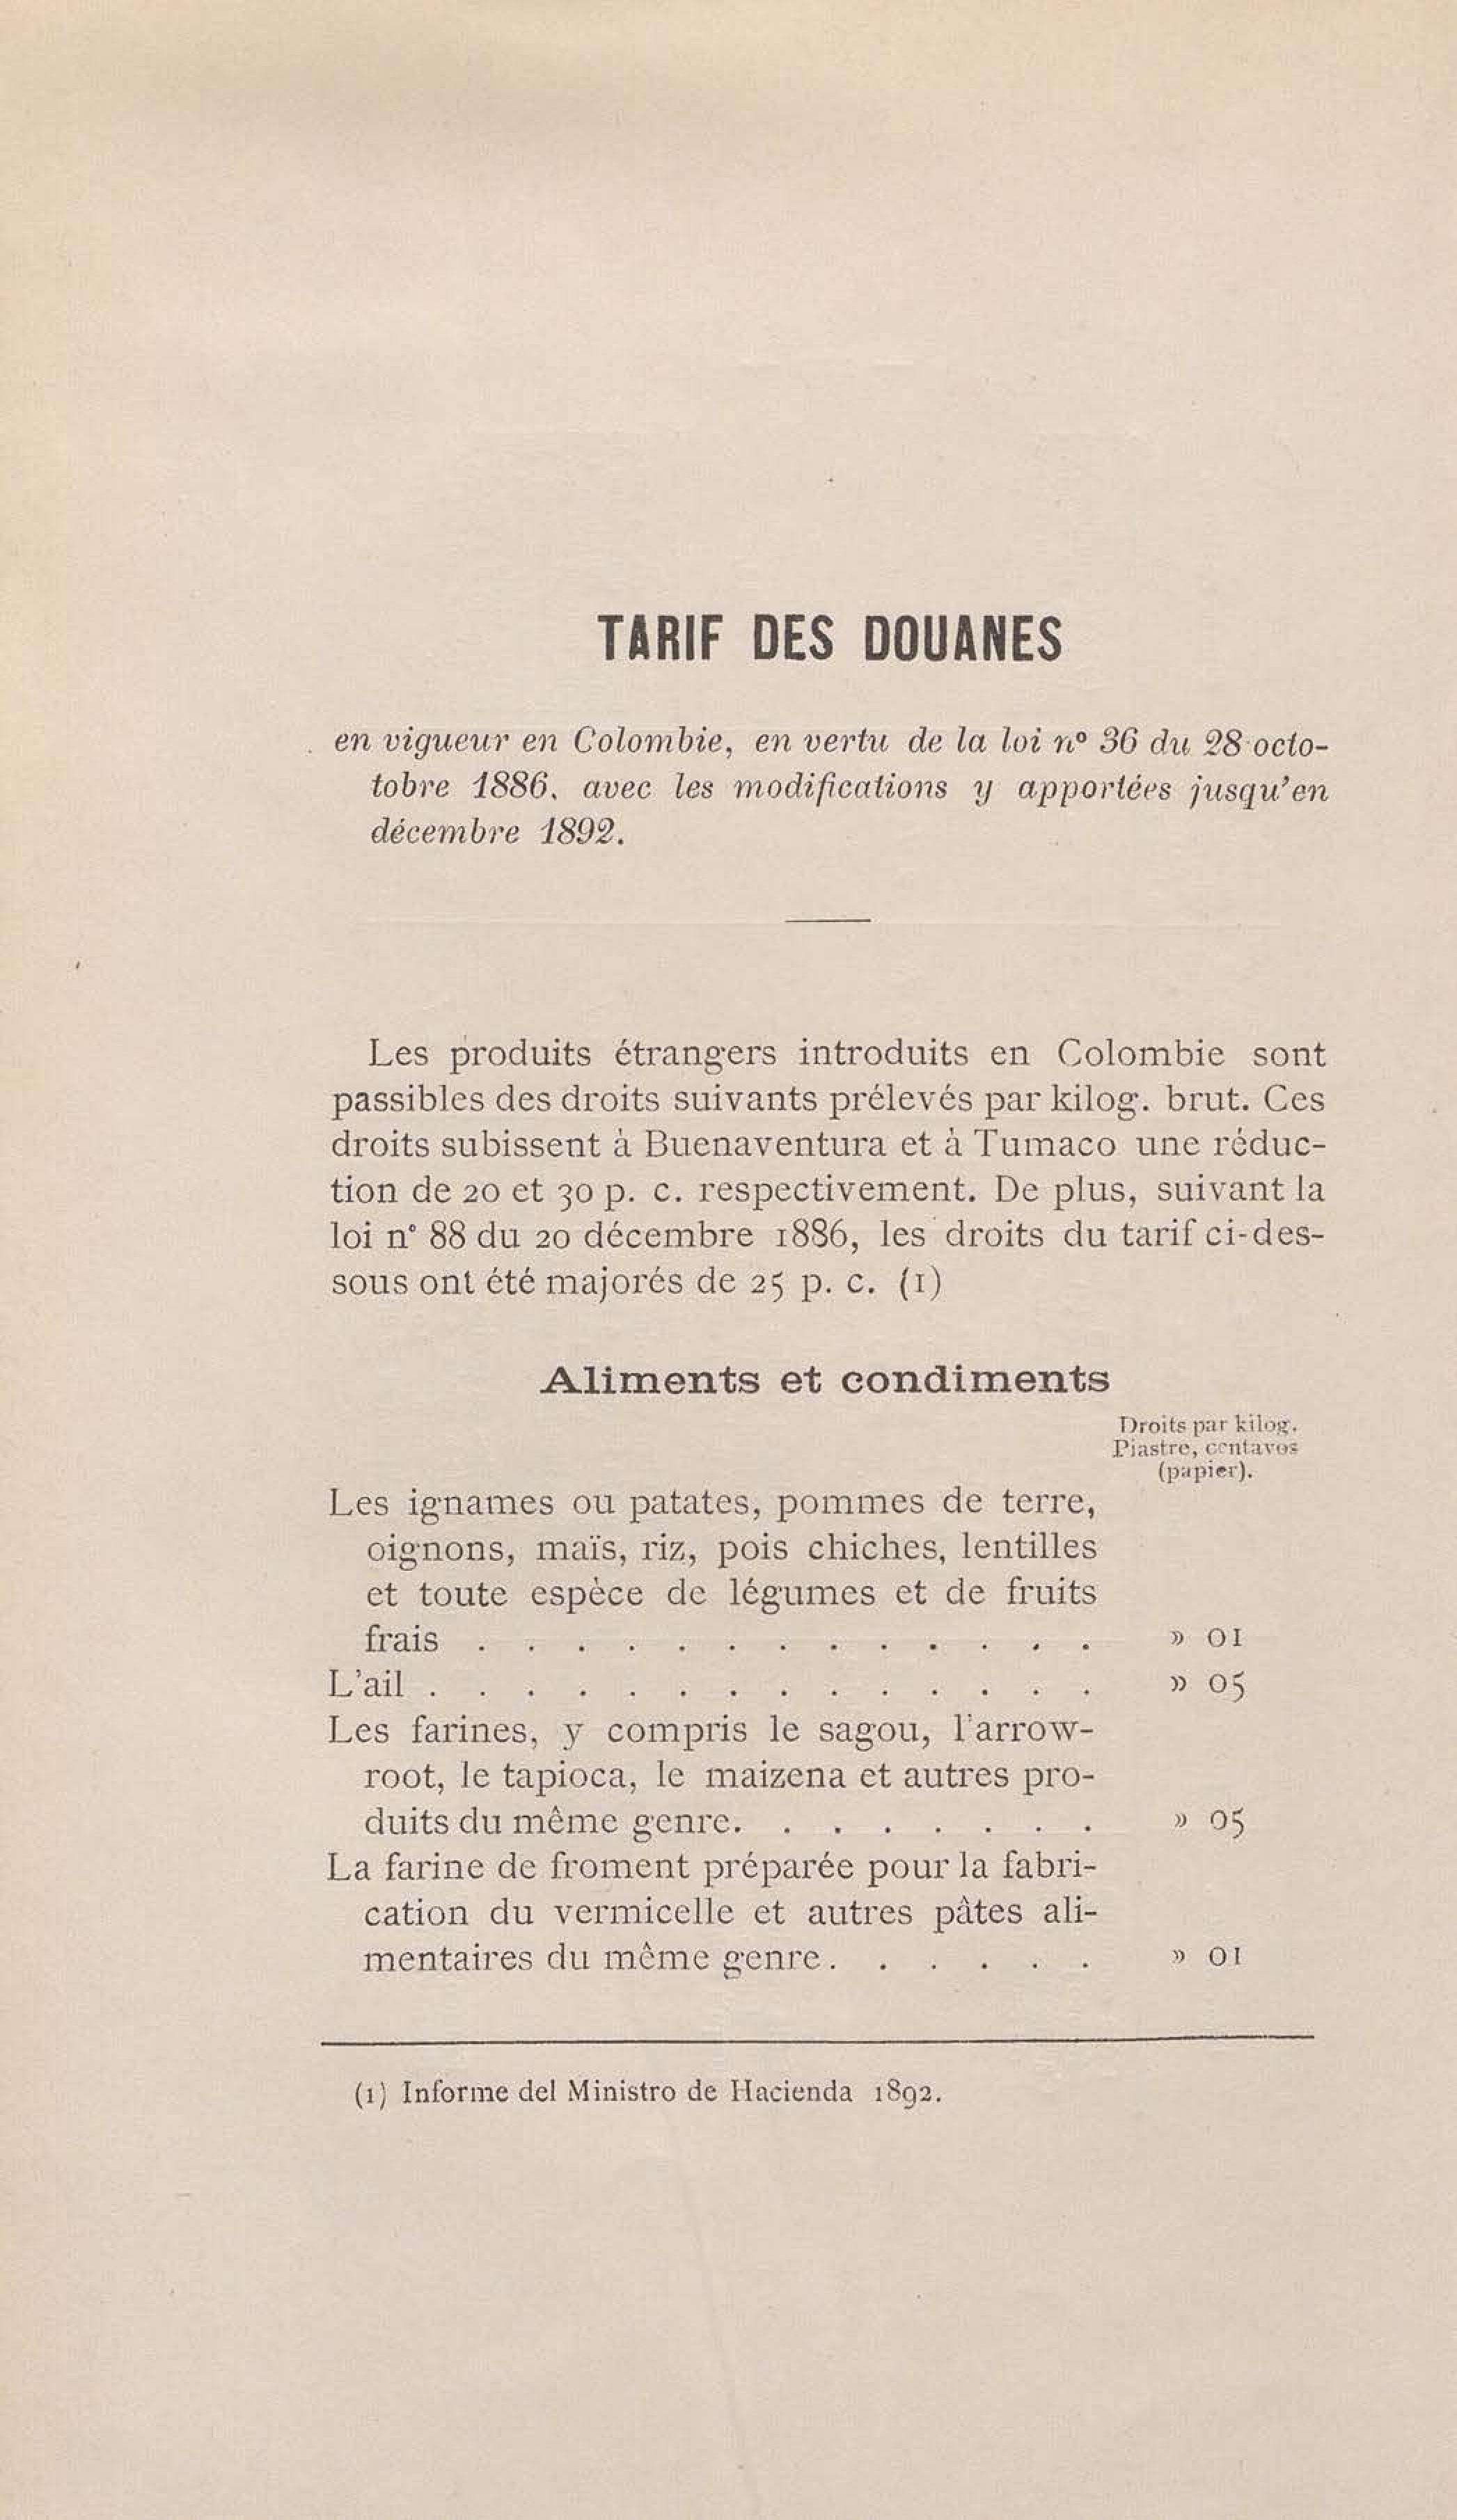 TARIF DES DOUANES
en vigueur en Colombie, en vertu de la loi nº 36 du 28 octo-
tobre 1886, avec les modifications y apportées jusqu'en
décembre 1892.
Les produits étrangers introduits en Colombie sont
passibles des droits suivants prélevés par kilog. brut. Ces
droits subissent à Buenaventura et à Tumaco une réduc-
tion de 20 et 30 p. c. respectivement. De plus, suivant la
loi n° 88 du 20 décembre 1886, les droits du tarif ci-des-
sous ont été majorés de 25 p. c. (1)
Aliments et condiments
Droits par kilog.
Piastre, centavos
(papier).
Les ignames ou patates, pommes de terre,
oignons, maïs, riz, pois chiches, lentilles
et toute espèce de légumes et de fruits
frais . . . . . . . . . . . . . » 01
L'ail . . . . . . . . . . . . . . » 05
Les farines, y compris le sagou, l'arrow-
root, le tapioca, le maizena et autres pro-
duits du même genre. . . . . . . . » 05
La farine de froment préparée pour la fabri-
cation du vermicelle et autres pâtes ali-
mentaires du même genre. . . . . . » 01
(1) Informe del Ministro de Hacienda 1892.